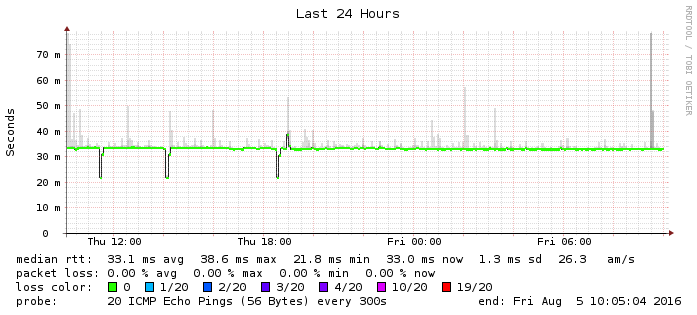 Last 24 Hours
RRDTOOL / TOBI OETIKER
Seconds
70 m
60 m
50 m
40 m
30 m
20 m
10 m
0
Thu 12:00 Thu 18:00 Fri 00:00 Fri 06:00
median rtt: 33.1 ms avg 38.6 ms max 21.8 ms min 33.0 ms now 1.3 ms sd 26.3 am/s
packet loss: 0.00 % avg 0.00 % max 0.00 % min 0.00 % now
loss color: 0 1/20 2/20 3/20 4/20 10/20 19/20
probe: 20 ICMP Echo Pings (56 Bytes) every 300s end: Fri Aug 5 10:05:04 2016